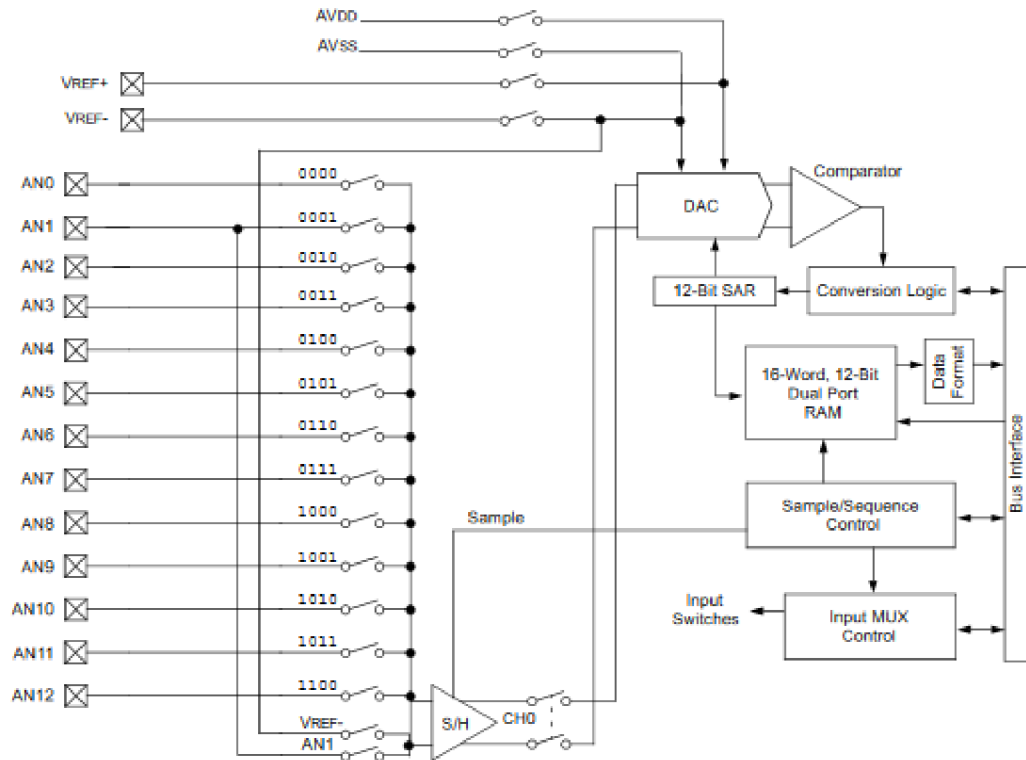 AVDD
AVSS
VREF+
VREF-
AN0
0000
AN1
0001
AN2
0010
AN3
0011
AN4
0100
AN5
0101
AN6
0110
AN7
0111
AN8
1000
AN9
1001
AN10
1010
AN11
1011
AN12
1100
VREF-
AN1
S/H
CH0
Sample
DAC
Comparator
12-Bit SAR
Conversion Logic
16-Word, 12-Bit
Dual Port
RAM
Data
Format
Bus Interface
Sample/Sequence
Control
Input
Switches
Input MUX
Control